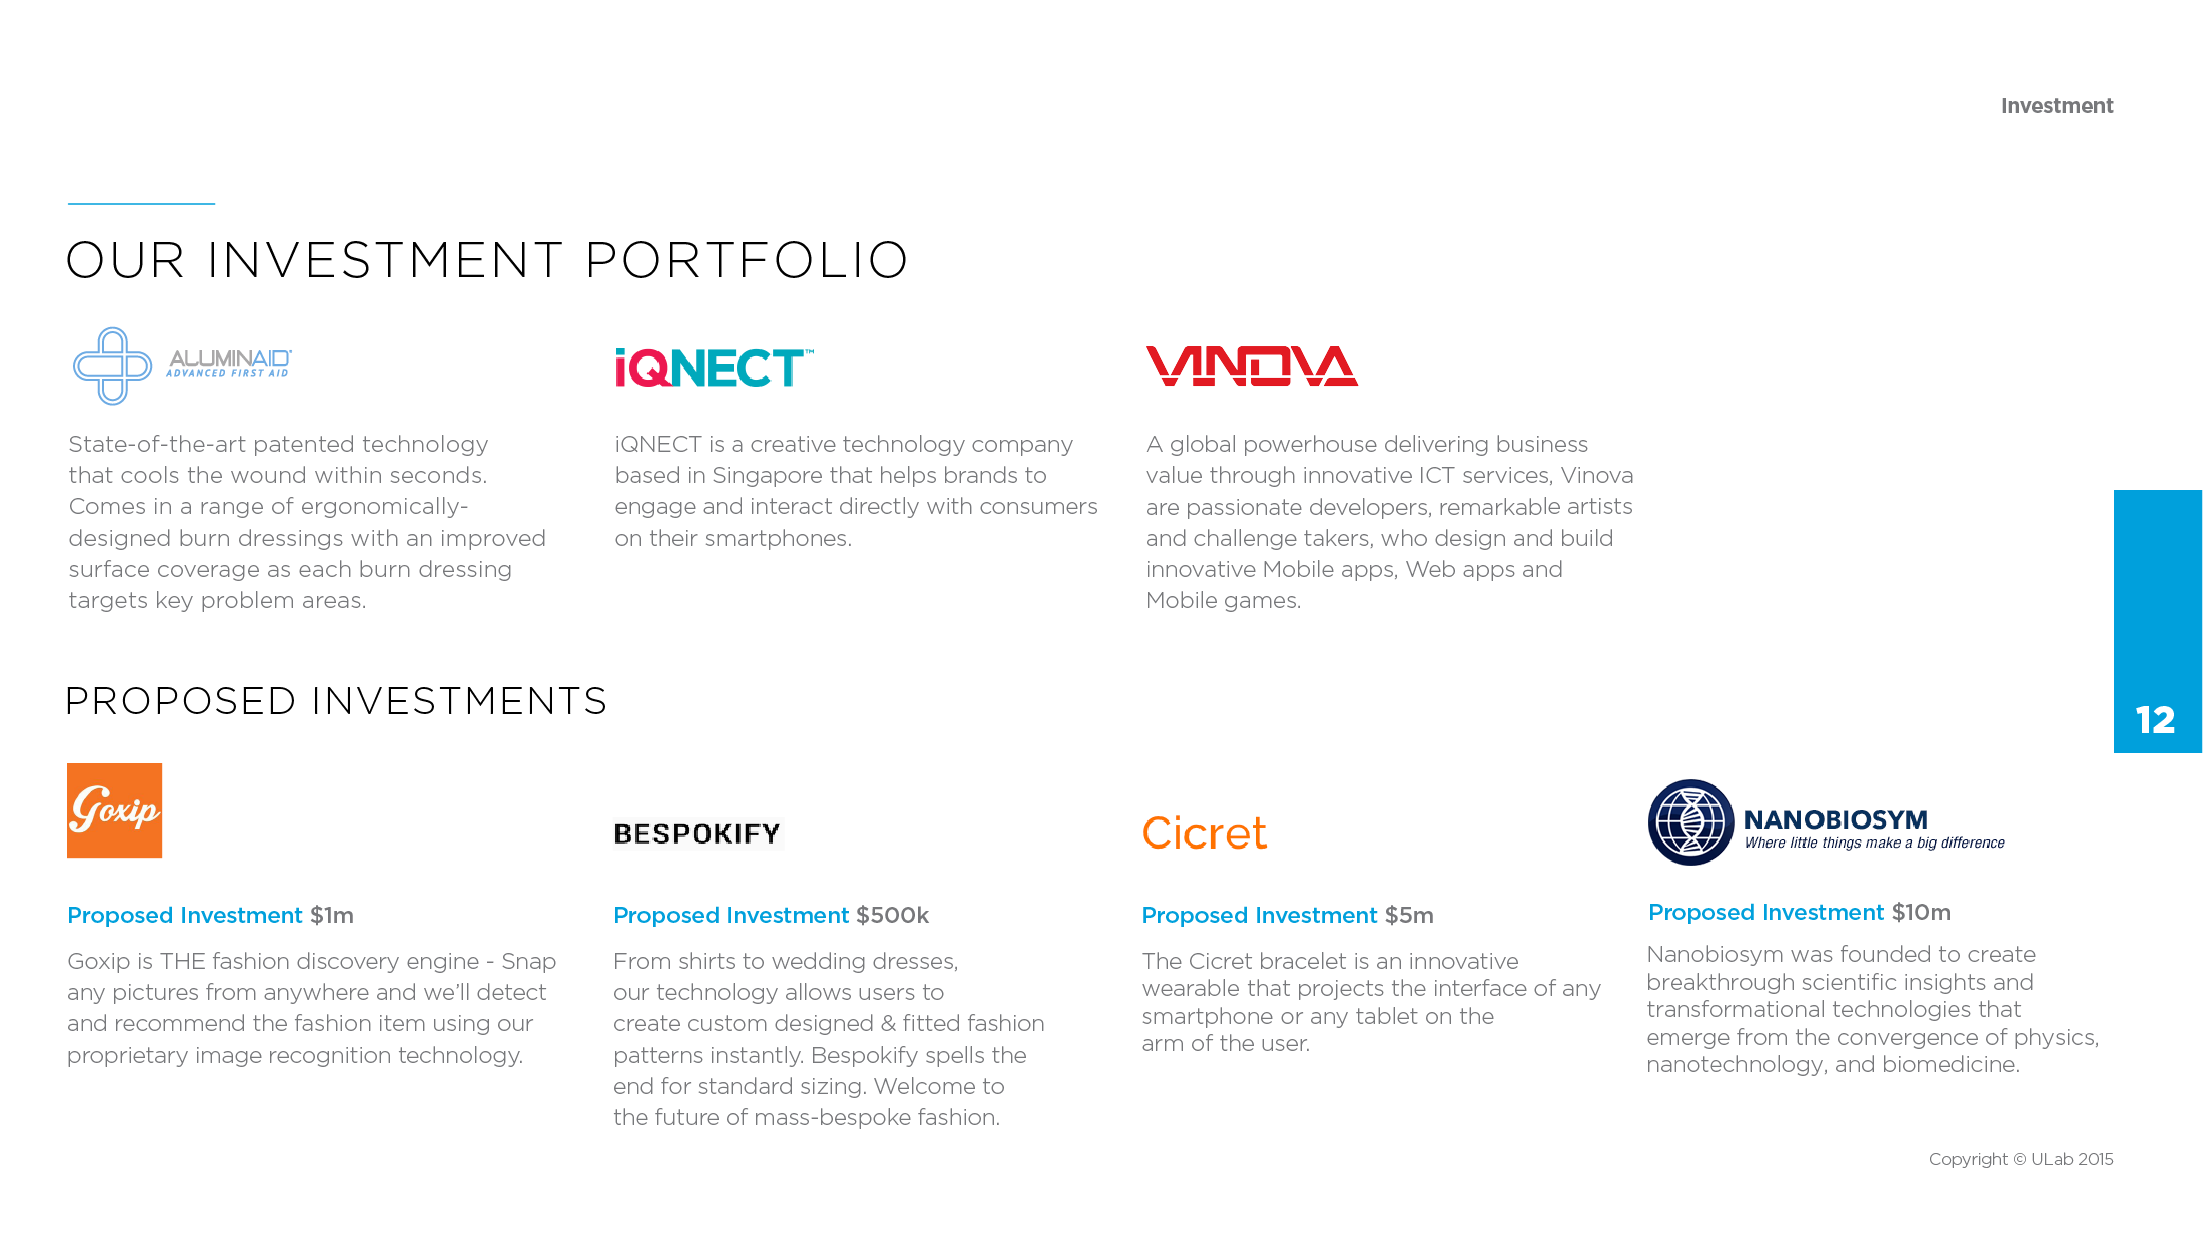 Investment
OUR INVESTMENT PORTFOLIO
ALUMINAID®
ADVANCED FIRST AID
State-of-the-art patented technology
that cools the wound within seconds.
Comes in a range of ergonomically-
designed burn dressings with an improved
surface coverage as each burn dressing
targets key problem areas.
iQNECT™
iQNECT is a creative technology company
based in Singapore that helps brands to
engage and interact directly with consumers
on their smartphones.
VINOVA
A global powerhouse delivering business
value through innovative ICT services, Vinova
are passionate developers, remarkable artists
and challenge takers, who design and build
innovative Mobile apps, Web apps and
Mobile games.
12
PROPOSED INVESTMENTS
Goxip
Proposed Investment $1m
Goxip is THE fashion discovery engine - Snap
any pictures from anywhere and we’ll detect
and recommend the fashion item using our
proprietary image recognition technology.
BESPOKIFY
Proposed Investment $500k
From shirts to wedding dresses,
our technology allows users to
create custom designed & fitted fashion
patterns instantly. Bespokify spells the
end for standard sizing. Welcome to
the future of mass-bespoke fashion.
Cicret
Proposed Investment $5m
The Cicret bracelet is an innovative
wearable that projects the interface of any
smartphone or any tablet on the
arm of the user.
NANOBIOSYM
Where little things make a big difference
Proposed Investment $10m
Nanobiosym was founded to create
breakthrough scientific insights and
transformational technologies that
emerge from the convergence of physics,
nanotechnology, and biomedicine.
Copyright © ULab 2015